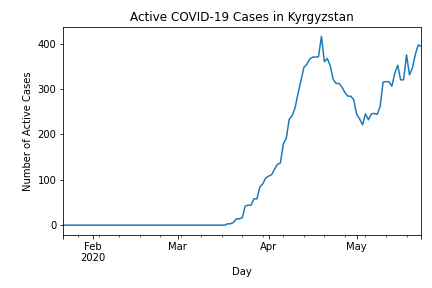 Active COVID-19 Cases in Kyrgyzstan
Number of Active Cases
400
300
200
100
0
Feb
2020
Mar
Apr
May
Day